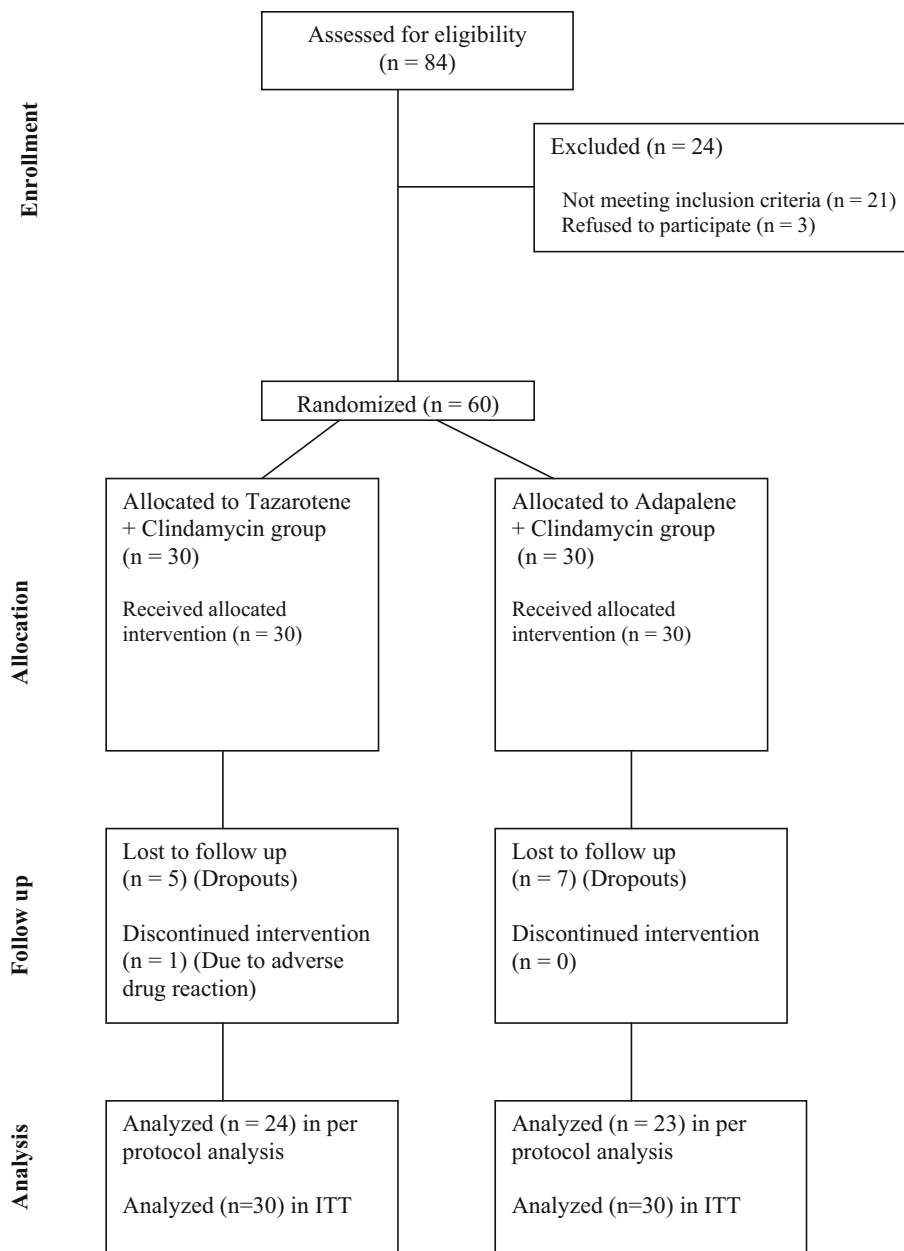 Assessed for eligibility
(n = 84)
Enrollment
Excluded (n = 24)
Not meeting inclusion criteria (n = 21)
Refused to participate (n = 3)
Randomized (n = 60)
Allocation
Allocated to Tazarotene
+ Clindamycin group
(n = 30)
Received allocated
intervention (n = 30)
Allocated to Adapalene
+ Clindamycin group
(n = 30)
Received allocated
intervention (n = 30)
Follow up
Lost to follow up
(n = 5) (Dropouts)
Discontinued intervention
(n = 1) (Due to adverse
drug reaction)
Lost to follow up
(n = 7) (Dropouts)
Discontinued intervention
(n = 0)
Analysis
Analyzed (n = 24) in per
protocol analysis
Analyzed (n=30) in ITT
Analyzed (n = 23) in per
protocol analysis
Analyzed (n=30) in ITT